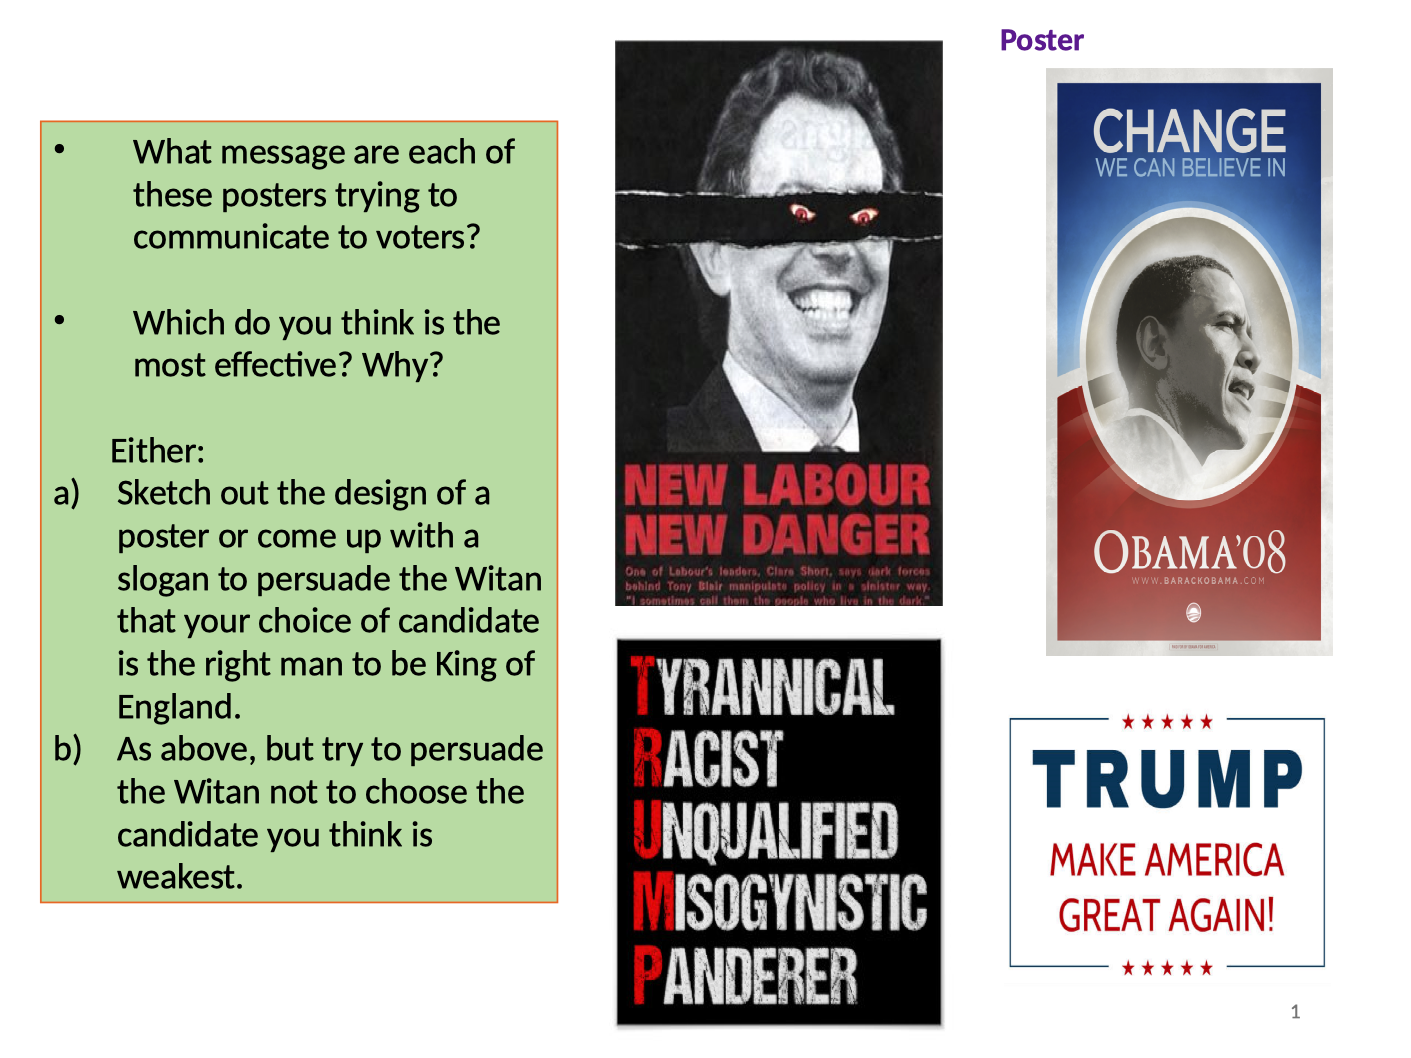 Poster
• What message are each of
these posters trying to
communicate to voters?
• Which do you think is the
most effective? Why?
Either:
a) Sketch out the design of a
poster or come up with a
slogan to persuade the Witan
that your choice of candidate
is the right man to be King of
England.
b) As above, but try to persuade
the Witan not to choose the
candidate you think is
weakest.
NEW LABOUR
NEW DANGER
One of Labour's leaders, Clare Short, says dark forces
behind Tony Blair manipulate policy in a sinister way.
"I sometimes call them the people who live in the dark."
CHANGE
WE CAN BELIEVE IN
OBAMA'08
WWW.BARACKOBAMA.COM
TYRANNICAL
RACIST
UNQUALIFIED
MISOGYNISTIC
PANDERER
TRUMP
MAKE AMERICA
GREAT AGAIN!
1